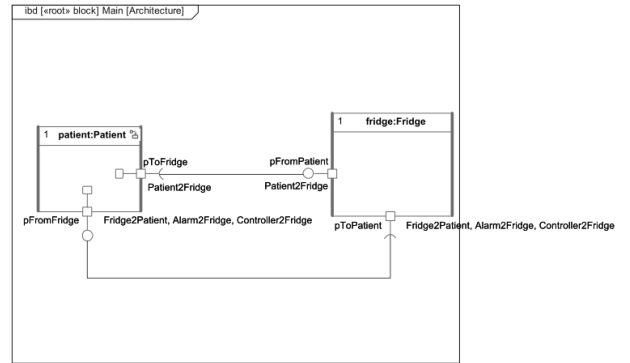 ibd [«root» block] Main [Architecture]
1 patient:Patient
1 fridge:Fridge
pToFridge
pFromPatient
Patient2Fridge
Patient2Fridge
pFromFridge
Fridge2Patient, Alarm2Fridge, Controller2Fridge
pToPatient
Fridge2Patient, Alarm2Fridge, Controller2Fridge